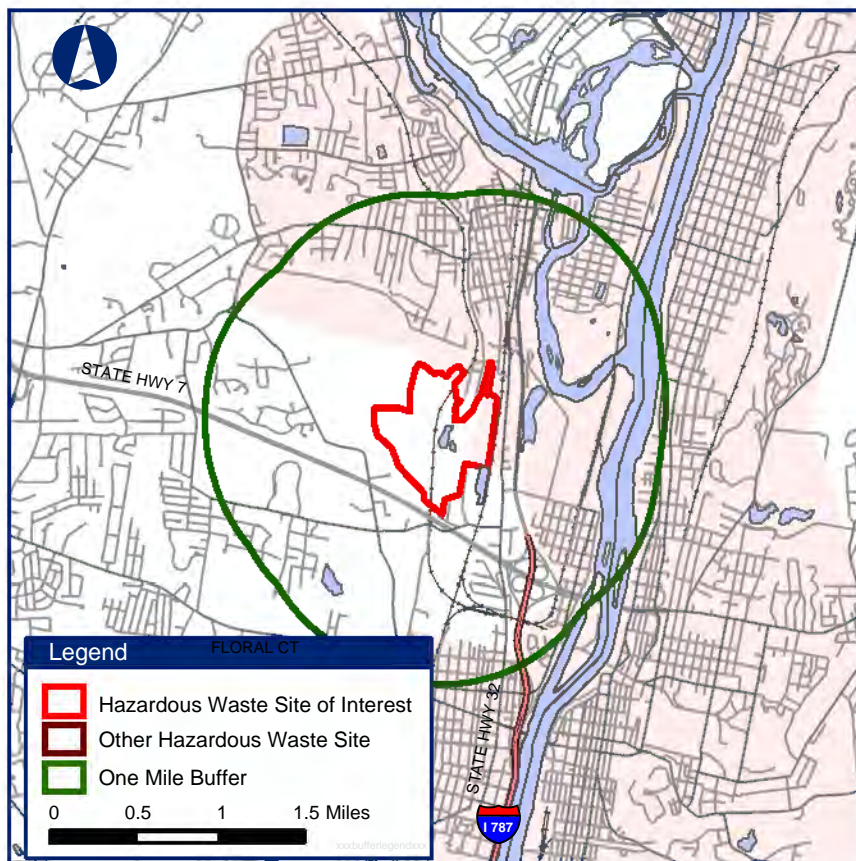 STATE HWY 7
Legend
FLORAL CT
Hazardous Waste Site of Interest
Other Hazardous Waste Site
One Mile Buffer
0 0.5 1 1.5 Miles
xxxbufferlegendxxx
STATE HWY 32
I 787